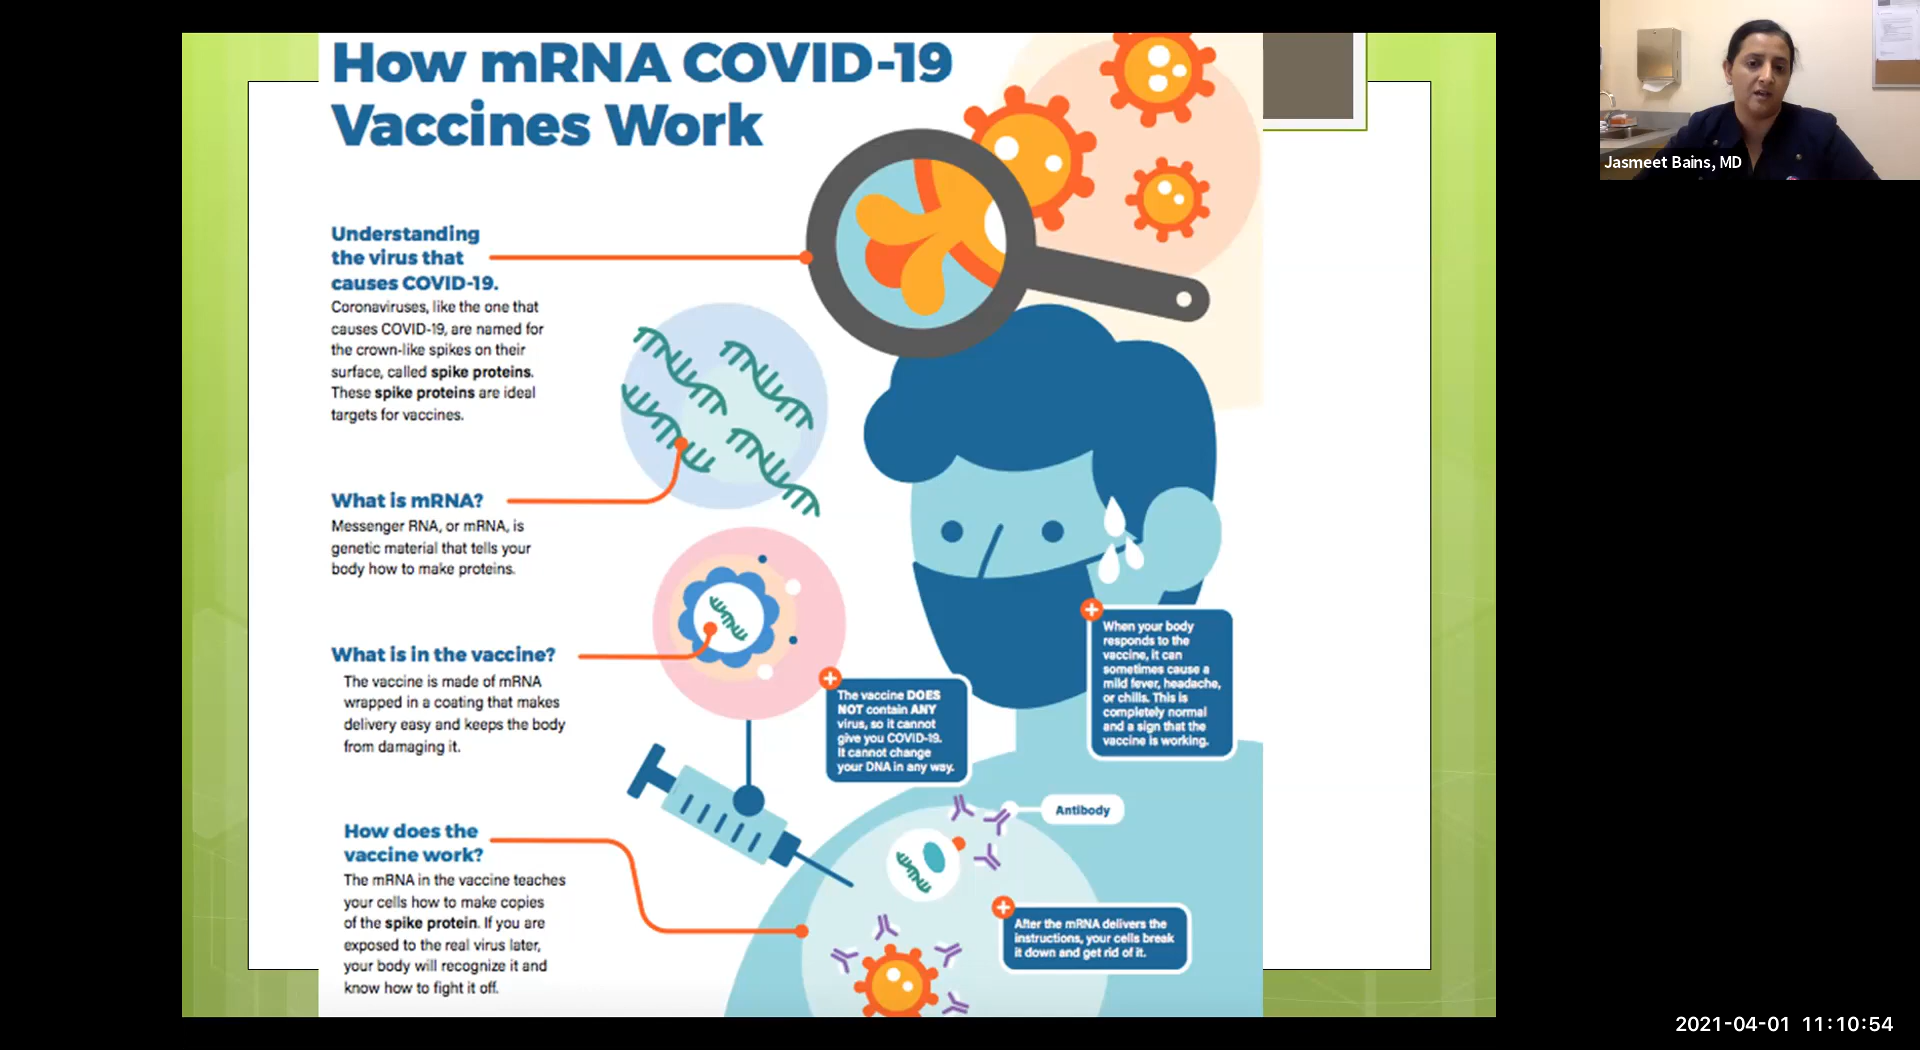 How mRNA COVID-19
Vaccines Work
Understanding
the virus that
causes COVID-19.
Coronaviruses, like the one that
causes COVID-19, are named for
the crown-like spikes on their
surface, called spike proteins.
These spike proteins are ideal
targets for vaccines.
What is mRNA?
Messenger RNA, or mRNA, is
genetic material that tells your
body how to make proteins.
What is in the vaccine?
The vaccine is made of mRNA
wrapped in a coating that makes
delivery easy and keeps the body
from damaging it.
How does the
vaccine work?
The mRNA in the vaccine teaches
your cells how to make copies
of the spike protein. If you are
exposed to the real virus later,
your body will recognize it and
know how to fight it off.
The vaccine DOES
NOT contain ANY
virus, so it cannot
give you COVID-19.
It cannot change
your DNA in any way.
When your body
responds to the
vaccine, it can
sometimes cause a
mild fever, headache,
or chills. This is
completely normal
and a sign that the
vaccine is working.
Antibody
After the mRNA delivers the
instructions, your cells break
it down and get rid of it.
Jasmeet Bains, MD
2021-04-01 11:10:54